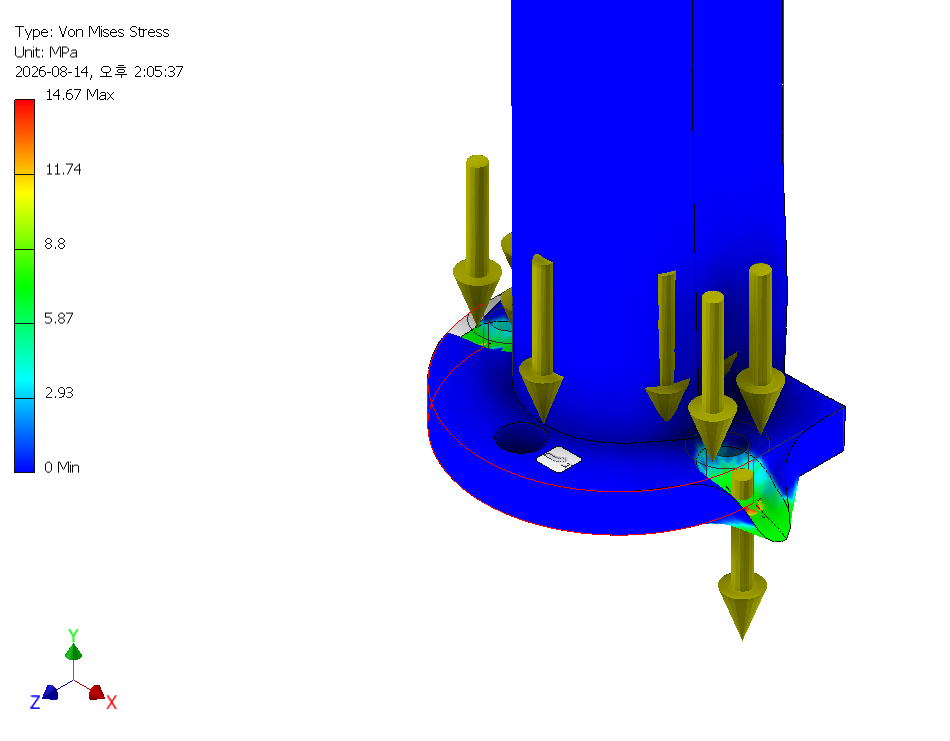 Type: Von Mises Stress
Unit: MPa
2026-08-14, 오후 2:05:37
14.67 Max
11.74
8.8
5.87
2.93
0 Min
Y
Z
X